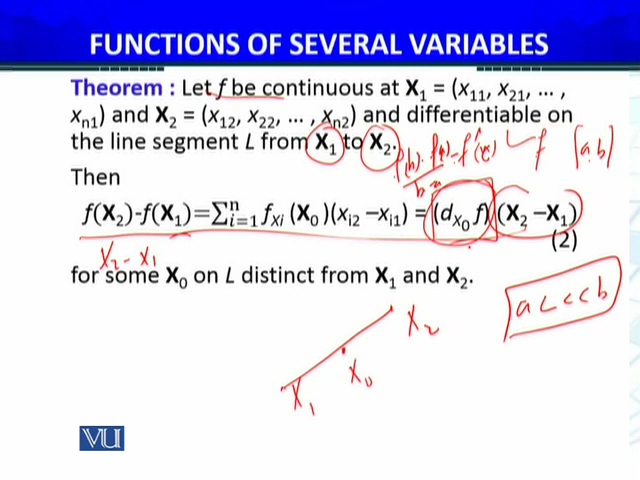 FUNCTIONS OF SEVERAL VARIABLES
Theorem : Let f be continuous at X₁ = (x₁₁, x₂₁, ... ,
xₙ₁) and X₂ = (x₁₂, x₂₂, ... , xₙ₂) and differentiable on
the line segment L from X₁ to X₂.
f [a, b]
Then
f(X₂)-f(X₁)=∑ⁿᵢ₌₁ fₓᵢ (X₀)(xᵢ₂ −xᵢ₁) = (d_X₀ f) (X₂ −X₁)
(2)
X₂ - X₁
for some X₀ on L distinct from X₁ and X₂.
a < c < b
X₂
X₀
X₁
VU